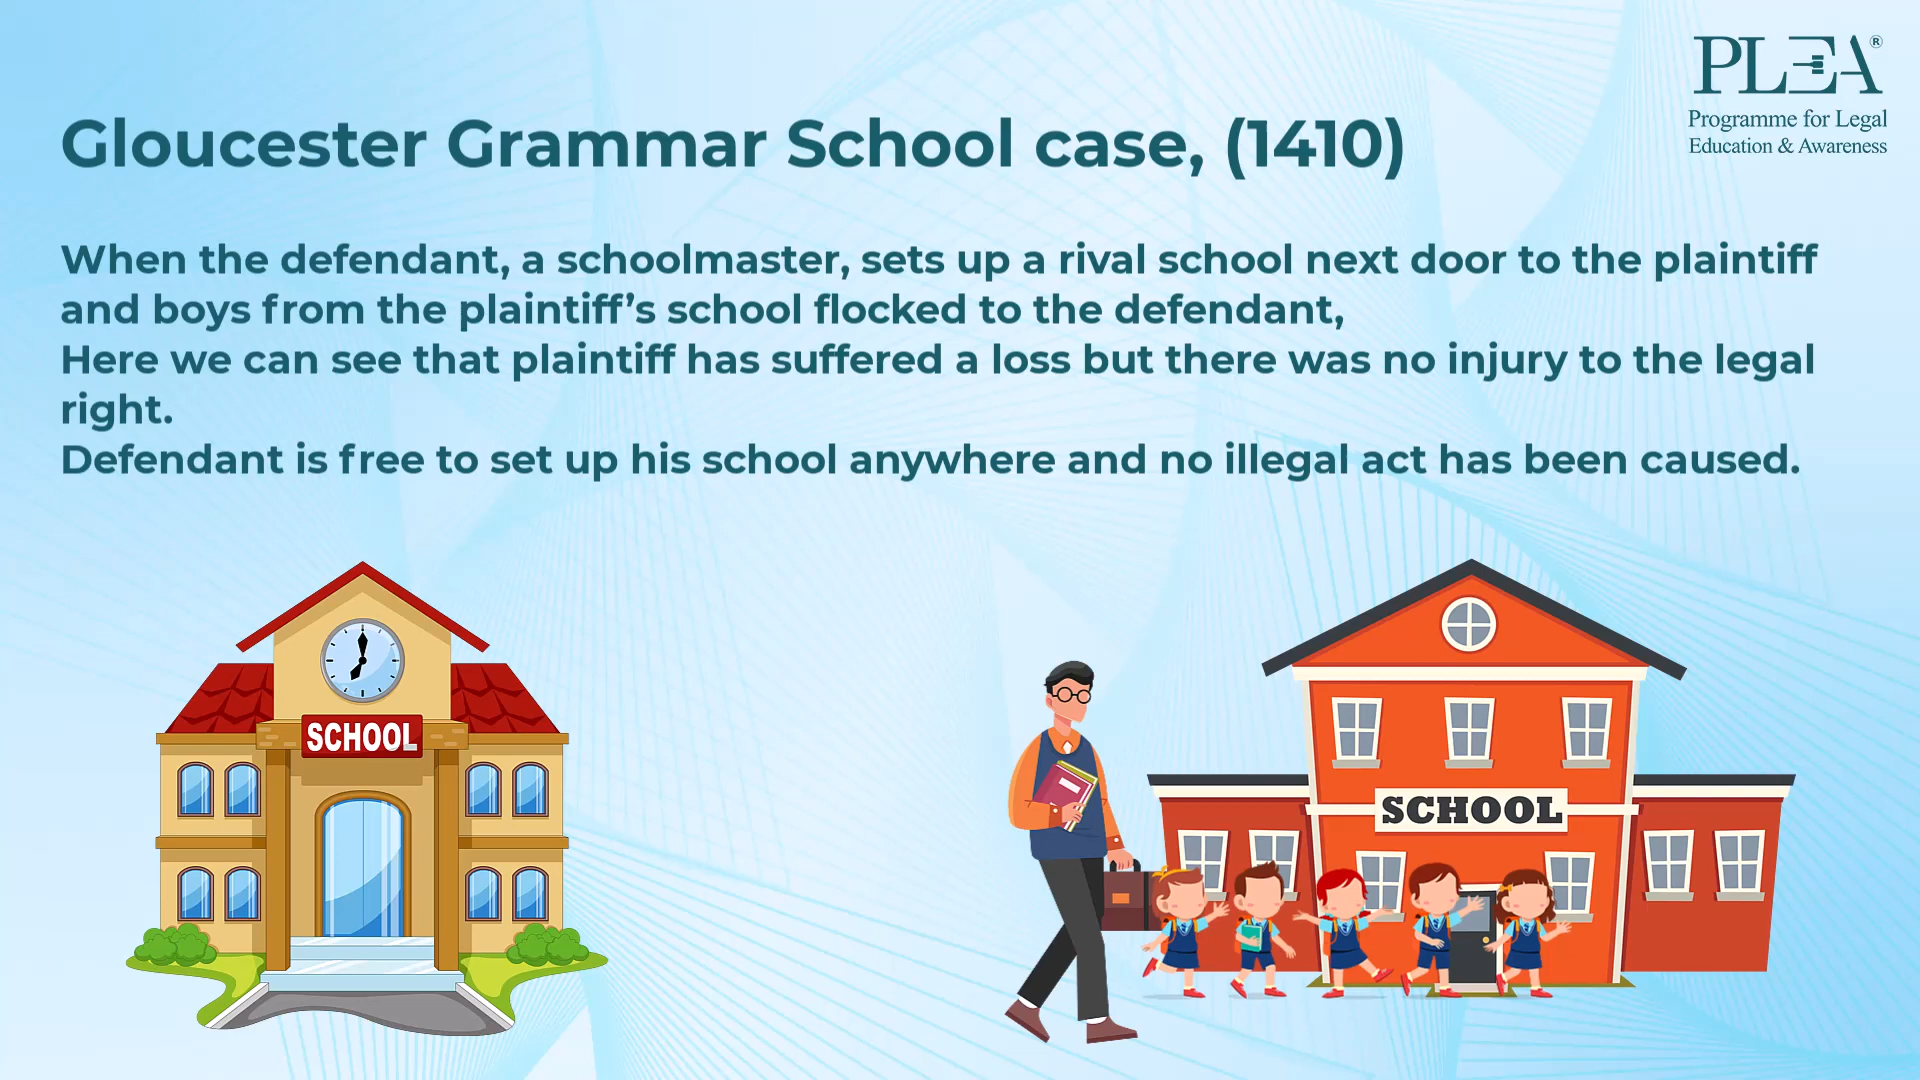 PLEA®
Programme for Legal
Education & Awareness
Gloucester Grammar School case, (1410)
When the defendant, a schoolmaster, sets up a rival school next door to the plaintiff
and boys from the plaintiff’s school flocked to the defendant,
Here we can see that plaintiff has suffered a loss but there was no injury to the legal
right.
Defendant is free to set up his school anywhere and no illegal act has been caused.
SCHOOL
SCHOOL